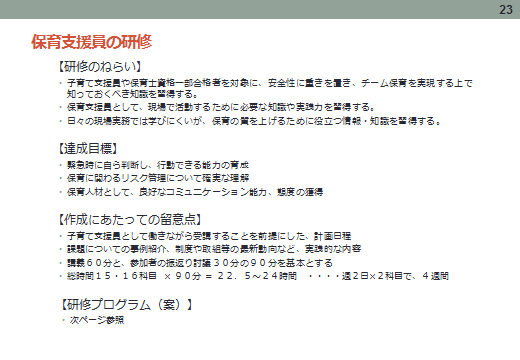 23
保育支援員の研修
【研修のねらい】
・ 子育て支援員や保育士資格一部合格者を対象に、安全性に重きを置き、チーム保育を実現する上で
知っておくべき知識を習得する。
・ 保育支援員として、現場で活動するために必要な知識や実践力を習得する。
・ 日々の現場実務では学びにくいが、保育の質を上げるために役立つ情報・知識を習得する。
【達成目標】
・ 緊急時に自ら判断し、行動できる能力の育成
・ 保育に関わるリスク管理について確実な理解
・ 保育人材として、良好なコミュニケーション能力、態度の獲得
【作成にあたっての留意点】
・ 子育て支援員として働きながら受講することを前提にした、計画日程
・ 課題についての事例紹介、制度や取組等の最新動向など、実践的な内容
・ 講義６０分と、参加者の振返り討議３０分の９０分を基本とする
・ 総時間１５・１６科目 × ９０分 ＝ ２２．５～２４時間 ・・・・週２日×２科目で、４週間
【研修プログラム（案）】
・ 次ページ参照